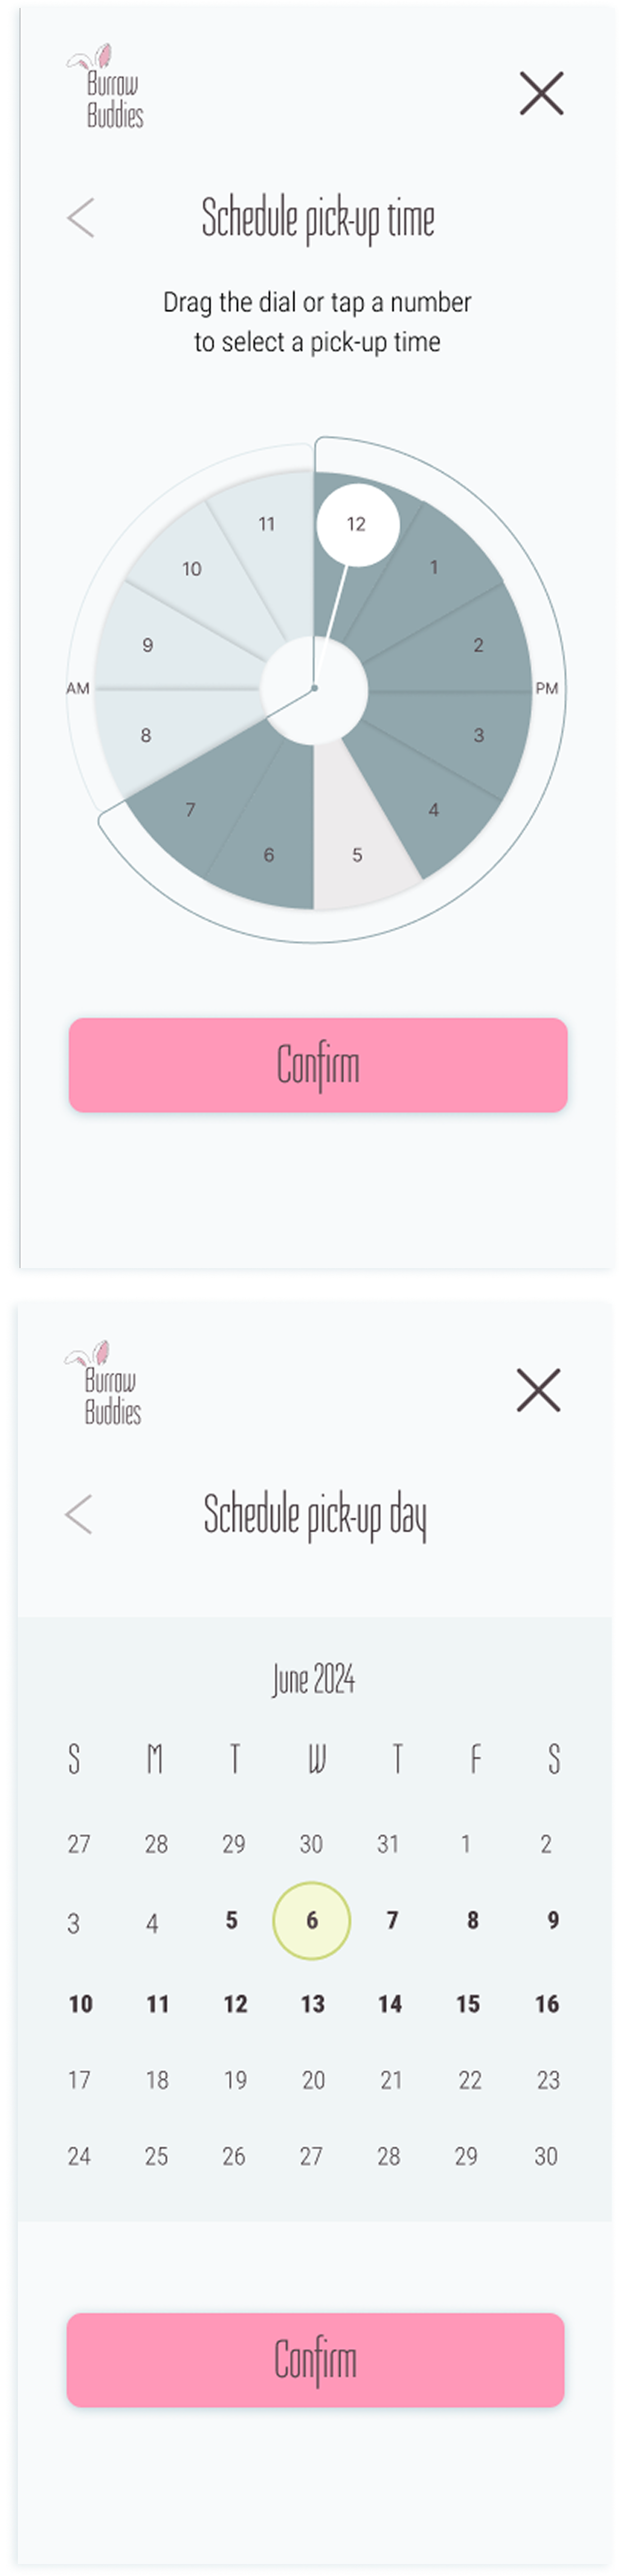 Burrow
Buddies
Schedule pick-up time
Drag the dial or tap a number
to select a pick-up time
11 12
10 1
9 2
AM PM
8 3
7 4
6 5
Confirm
Burrow
Buddies
Schedule pick-up day
June 2024
S M T W T F S
27 28 29 30 31 1 2
3 4 5 6 7 8 9
10 11 12 13 14 15 16
17 18 19 20 21 22 23
24 25 26 27 28 29 30
Confirm